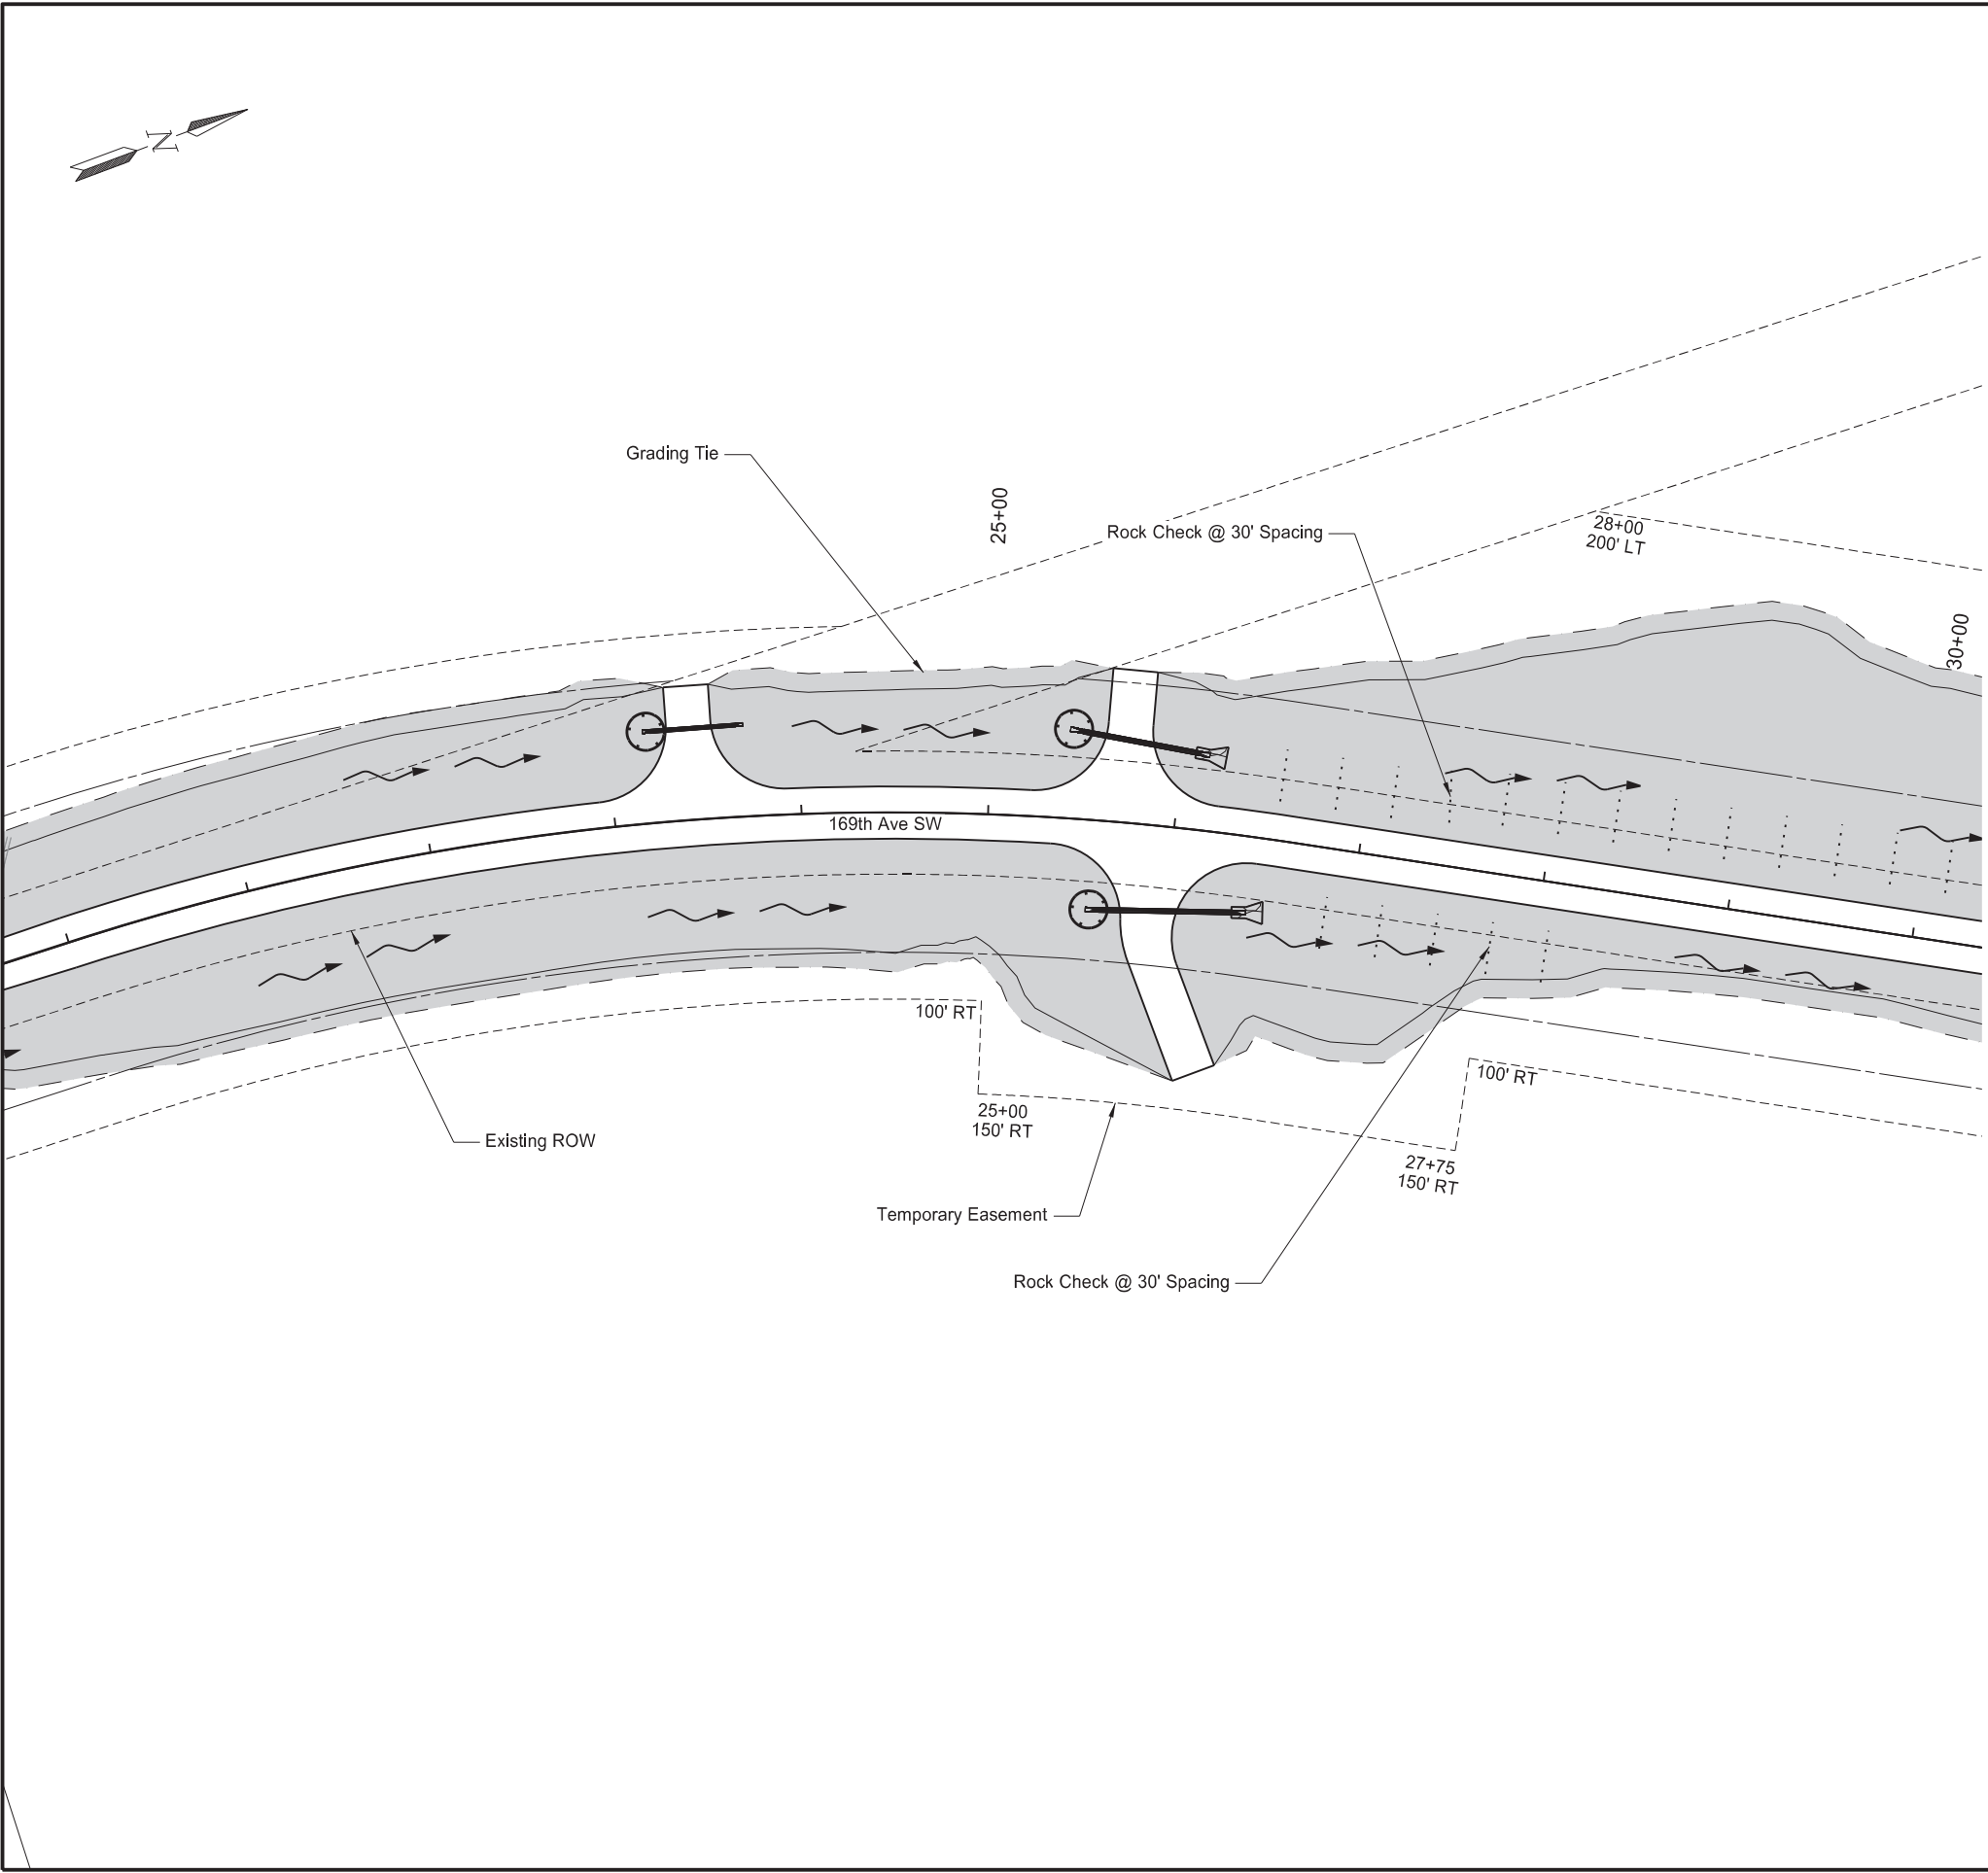 N
Grading Tie
25+00
Rock Check @ 30' Spacing
28+00
200' LT
30+00
169th Ave SW
100' RT
25+00
150' RT
100' RT
Existing ROW
27+75
150' RT
Temporary Easement
Rock Check @ 30' Spacing